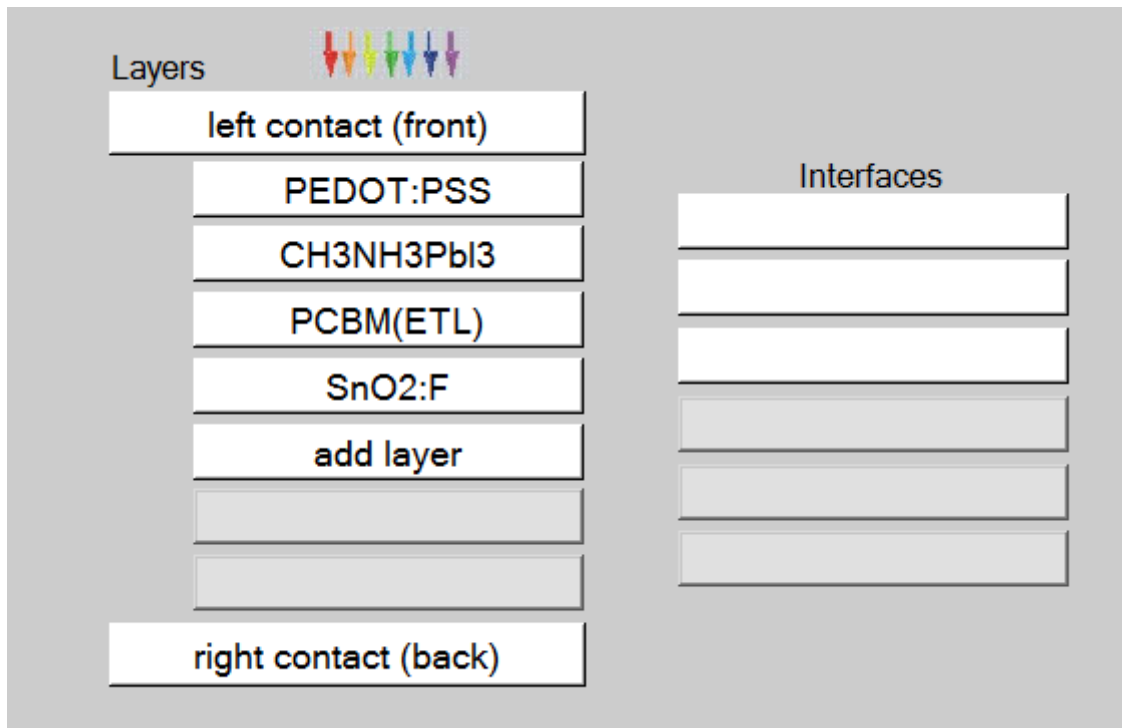 Layers
left contact (front)
PEDOT:PSS
CH3NH3PbI3
PCBM(ETL)
SnO2:F
add layer
right contact (back)
Interfaces